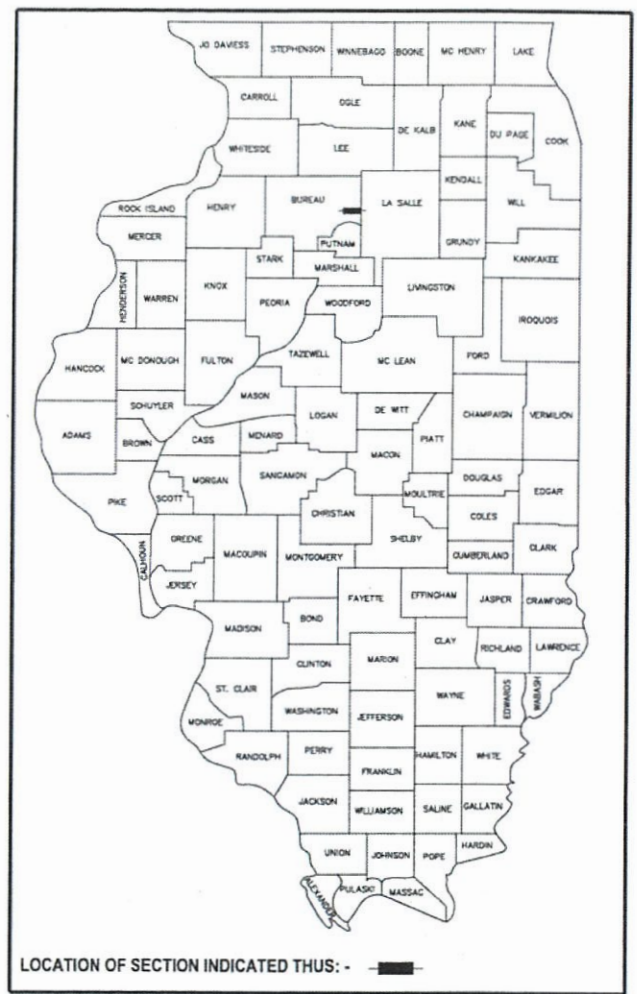 JO DAVIESS STEPHENSON WINNEBAGO BOONE MC HENRY LAKE
CARROLL OGLE DE KALB KANE DU PAGE COOK
WHITESIDE LEE
KENDALL
ROCK ISLAND HENRY BUREAU LA SALLE WILL
MERCER PUTNAM GRUNDY
STARK MARSHALL KANKAKEE
HENDERSON WARREN KNOX PEORIA WOODFORD LIVINGSTON IROQUOIS
HANCOCK MC DONOUGH FULTON TAZEWELL MC LEAN FORD
MASON
SCHUYLER LOGAN DE WITT CHAMPAIGN VERMILION
ADAMS BROWN CASS MENARD MACON PIATT
PIKE SCOTT MORGAN SANGAMON MOULTRIE DOUGLAS EDGAR
CHRISTIAN COLES
CALHOUN GREENE MACOUPIN MONTGOMERY SHELBY CUMBERLAND CLARK
JERSEY
FAYETTE EFFINGHAM JASPER CRAWFORD
MADISON BOND
CLINTON MARION CLAY RICHLAND LAWRENCE
ST. CLAIR WAYNE EDWARDS WABASH
MONROE WASHINGTON JEFFERSON
RANDOLPH PERRY HAMILTON WHITE
FRANKLIN
JACKSON WILLIAMSON SALINE GALLATIN
UNION JOHNSON POPE HARDIN
ALEXANDER PULASKI MASSAC
LOCATION OF SECTION INDICATED THUS: -